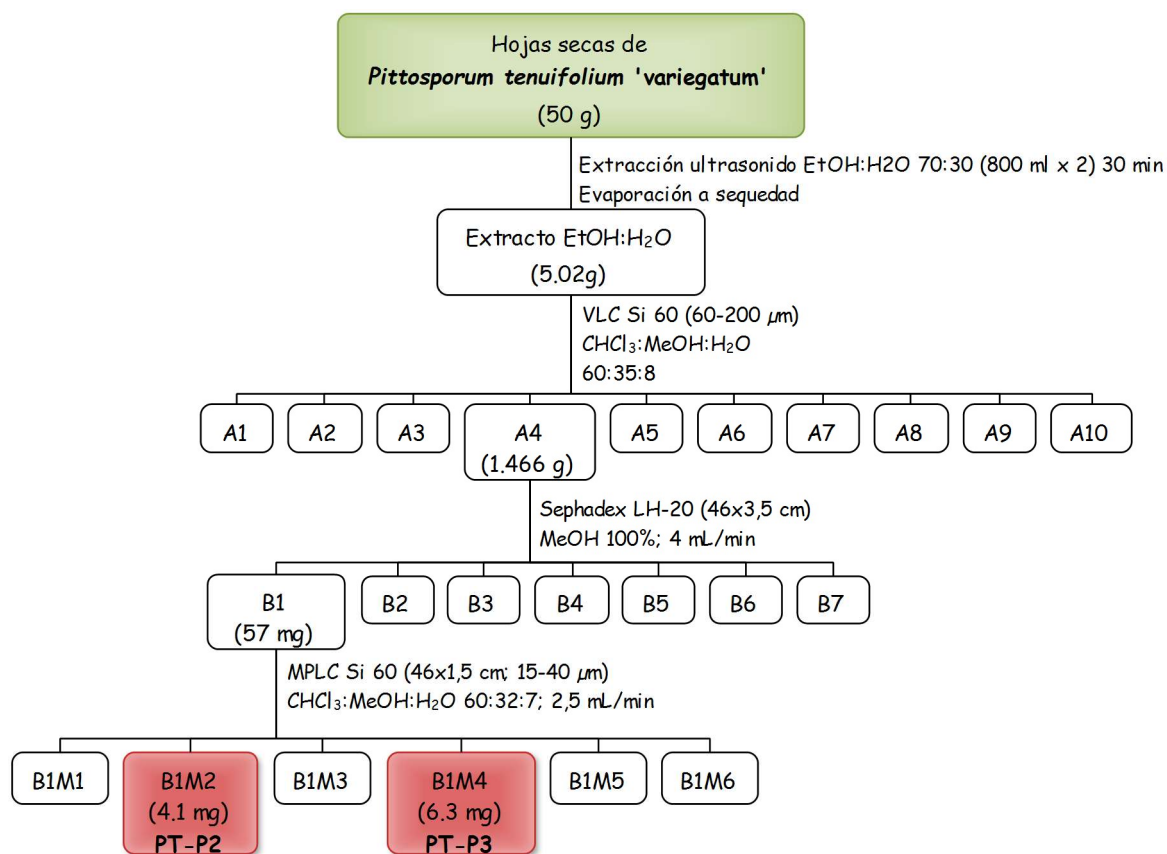 Hojas secas de
Pittosporum tenuifolium 'variegatum'
(50 g)
Extracción ultrasonido EtOH:H2O 70:30 (800 ml x 2) 30 min
Evaporación a sequedad
Extracto EtOH:H₂O
(5.02g)
VLC Si 60 (60-200 µm)
CHCl₃:MeOH:H₂O
60:35:8
A1 A2 A3 A4 A5 A6 A7 A8 A9 A10
(1.466 g)
Sephadex LH-20 (46x3,5 cm)
MeOH 100%; 4 mL/min
B1 B2 B3 B4 B5 B6 B7
(57 mg)
MPLC Si 60 (46x1,5 cm; 15-40 µm)
CHCl₃:MeOH:H₂O 60:32:7; 2,5 mL/min
B1M1 B1M2 B1M3 B1M4 B1M5 B1M6
(4.1 mg) (6.3 mg)
PT-P2 PT-P3